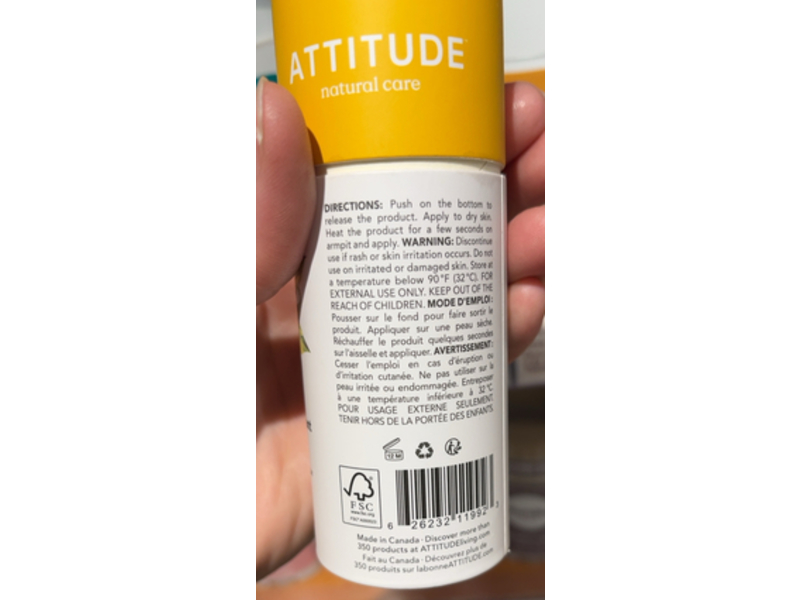 ATTITUDE™
natural care
DIRECTIONS: Push on the bottom to
release the product. Apply to dry skin.
Heat the product for a few seconds on
armpit and apply. WARNING: Discontinue
use if rash or skin irritation occurs. Do not
use on irritated or damaged skin. Store at
a temperature below 90°F (32°C). FOR
EXTERNAL USE ONLY. KEEP OUT OF THE
REACH OF CHILDREN. MODE D'EMPLOI :
Pousser sur le fond pour faire sortir le
produit. Appliquer sur une peau sèche.
Réchauffer le produit quelques secondes
sur l'aisselle et appliquer. AVERTISSEMENT :
Cesser l'emploi en cas d'éruption ou
d'irritation cutanée. Ne pas utiliser sur la
peau irritée ou endommagée. Entreposer
à une température inférieure à 32 °C.
POUR USAGE EXTERNE SEULEMENT.
TENIR HORS DE LA PORTÉE DES ENFANTS.
12 M
FSC
www.fsc.org
6 26232 11992 3
Made in Canada · Discover more than
350 products at ATTITUDEliving.com
Fait au Canada · Découvrez plus de
350 produits sur labonneATTITUDE.com